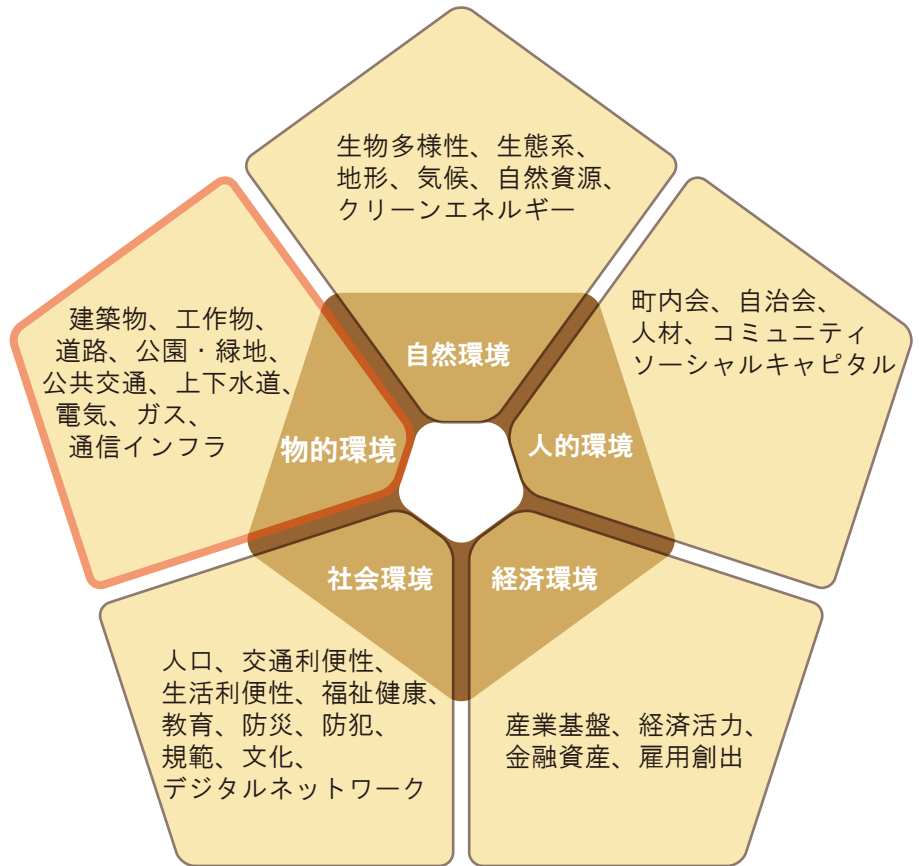 生物多様性、生態系、
地形、気候、自然資源、
クリーンエネルギー
自然環境
町内会、自治会、
人材、コミュニティ
ソーシャルキャピタル
人的環境
産業基盤、経済活力、
金融資産、雇用創出
経済環境
人口、交通利便性、
生活利便性、福祉健康、
教育、防災、防犯、
規範、文化、
デジタルネットワーク
社会環境
建築物、工作物、
道路、公園・緑地、
公共交通、上下水道、
電気、ガス、
通信インフラ
物的環境